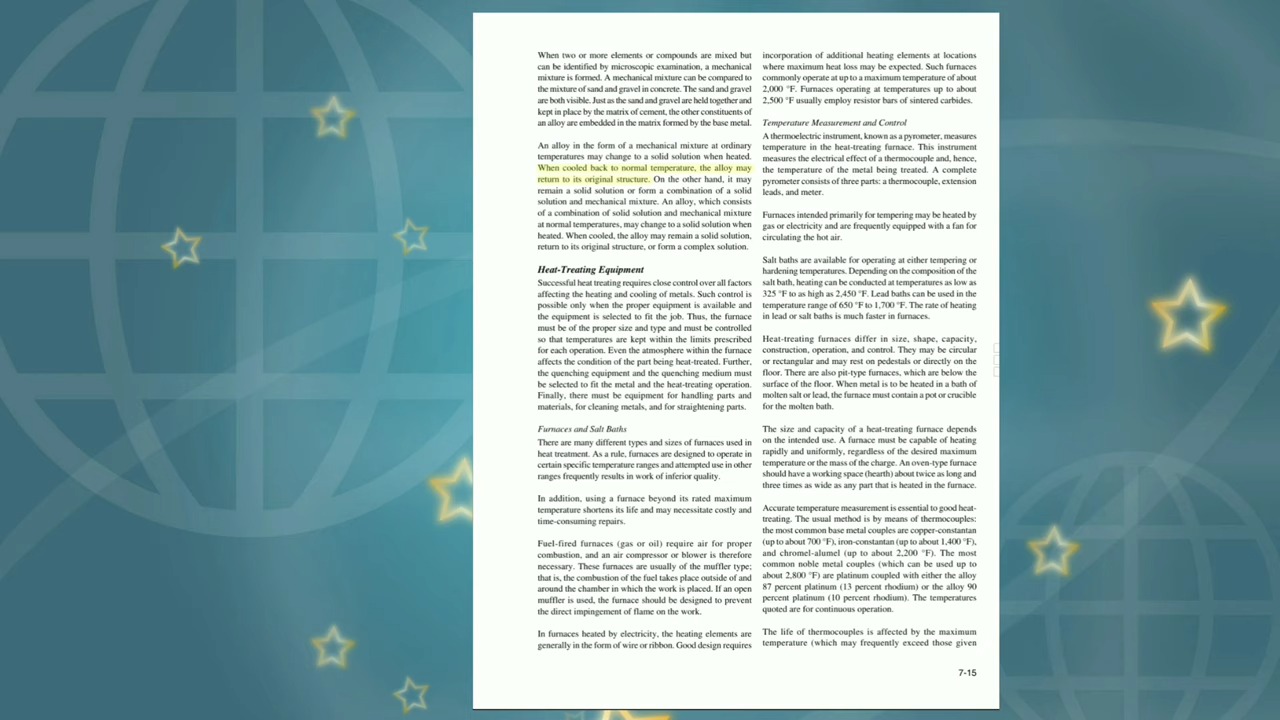 When two or more elements or compounds are mixed but
can be identified by microscopic examination, a mechanical
mixture is formed. A mechanical mixture can be compared to
the mixture of sand and gravel in concrete. The sand and gravel
are both visible. Just as the sand and gravel are held together and
kept in place by the matrix of cement, the other constituents of
an alloy are embedded in the matrix formed by the base metal.
An alloy in the form of a mechanical mixture at ordinary
temperatures may change to a solid solution when heated.
When cooled back to normal temperature, the alloy may
return to its original structure. On the other hand, it may
remain a solid solution or form a combination of a solid
solution and mechanical mixture. An alloy, which consists
of a combination of solid solution and mechanical mixture
at normal temperatures, may change to a solid solution when
heated. When cooled, the alloy may remain a solid solution,
return to its original structure, or form a complex solution.
Heat-Treating Equipment
Successful heat treating requires close control over all factors
affecting the heating and cooling of metals. Such control is
possible only when the proper equipment is available and
the equipment is selected to fit the job. Thus, the furnace
must be of the proper size and type and must be controlled
so that temperatures are kept within the limits prescribed
for each operation. Even the atmosphere within the furnace
affects the condition of the part being heat-treated. Further,
the quenching equipment and the quenching medium must
be selected to fit the metal and the heat-treating operation.
Finally, there must be equipment for handling parts and
materials, for cleaning metals, and for straightening parts.
Furnaces and Salt Baths
There are many different types and sizes of furnaces used in
heat treatment. As a rule, furnaces are designed to operate in
certain specific temperature ranges and attempted use in other
ranges frequently results in work of inferior quality.
In addition, using a furnace beyond its rated maximum
temperature shortens its life and may necessitate costly and
time-consuming repairs.
Fuel-fired furnaces (gas or oil) require air for proper
combustion, and an air compressor or blower is therefore
necessary. These furnaces are usually of the muffler type;
that is, the combustion of the fuel takes place outside of and
around the chamber in which the work is placed. If an open
muffler is used, the furnace should be designed to prevent
the direct impingement of flame on the work.
In furnaces heated by electricity, the heating elements are
generally in the form of wire or ribbon. Good design requires
incorporation of additional heating elements at locations
where maximum heat loss may be expected. Such furnaces
commonly operate at up to a maximum temperature of about
2,000 °F. Furnaces operating at temperatures up to about
2,500 °F usually employ resistor bars of sintered carbides.
Temperature Measurement and Control
A thermoelectric instrument, known as a pyrometer, measures
temperature in the heat-treating furnace. This instrument
measures the electrical effect of a thermocouple and, hence,
the temperature of the metal being treated. A complete
pyrometer consists of three parts: a thermocouple, extension
leads, and meter.
Furnaces intended primarily for tempering may be heated by
gas or electricity and are frequently equipped with a fan for
circulating the hot air.
Salt baths are available for operating at either tempering or
hardening temperatures. Depending on the composition of the
salt bath, heating can be conducted at temperatures as low as
325 °F to as high as 2,450 °F. Lead baths can be used in the
temperature range of 650 °F to 1,700 °F. The rate of heating
in lead or salt baths is much faster in furnaces.
Heat-treating furnaces differ in size, shape, capacity,
construction, operation, and control. They may be circular
or rectangular and may rest on pedestals or directly on the
floor. There are also pit-type furnaces, which are below the
surface of the floor. When metal is to be heated in a bath of
molten salt or lead, the furnace must contain a pot or crucible
for the molten bath.
The size and capacity of a heat-treating furnace depends
on the intended use. A furnace must be capable of heating
rapidly and uniformly, regardless of the desired maximum
temperature or the mass of the charge. An oven-type furnace
should have a working space (hearth) about twice as long and
three times as wide as any part that is heated in the furnace.
Accurate temperature measurement is essential to good heat-
treating. The usual method is by means of thermocouples:
the most common base metal couples are copper-constantan
(up to about 700 °F), iron-constantan (up to about 1,400 °F),
and chromel-alumel (up to about 2,200 °F). The most
common noble metal couples (which can be used up to
about 2,800 °F) are platinum coupled with either the alloy
87 percent platinum (13 percent rhodium) or the alloy 90
percent platinum (10 percent rhodium). The temperatures
quoted are for continuous operation.
The life of thermocouples is affected by the maximum
temperature (which may frequently exceed those given
7-15